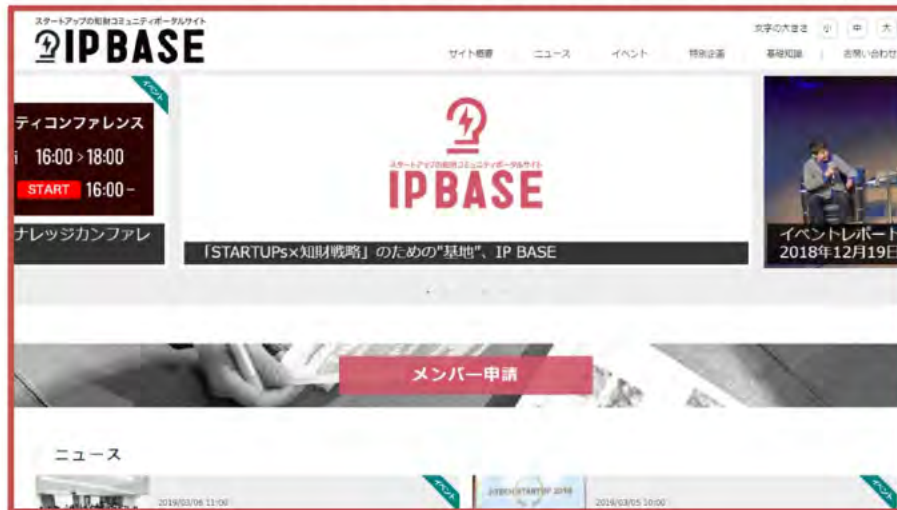 スタートアップの知財コミュニティポータルサイト
IP BASE
文字の大きさ 小 中 大
サイト概要 ニュース イベント 特別企画 基礎知識 | お問い合わせ
イベント
ティコンファレンス
16:00 > 18:00
START 16:00 -
ナレッジカンファレ
スタートアップの知財コミュニティポータルサイト
IP BASE
「STARTUPs×知財戦略」のための"基地"、IP BASE
イベントレポート
2018年12月19日
メンバー申請
ニュース
2019/03/06 11:00
イベント
2019/03/05 10:00
イベント